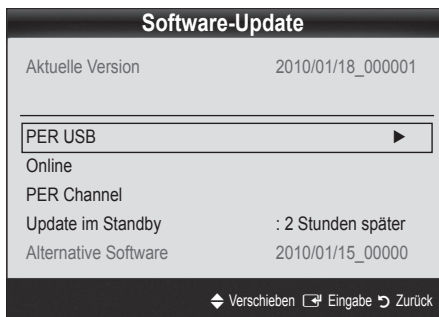 Software-Update
Aktuelle Version 2010/01/18_000001
PER USB
Online
PER Channel
Update im Standby : 2 Stunden später
Alternative Software 2010/01/15_00000
Verschieben Eingabe Zurück